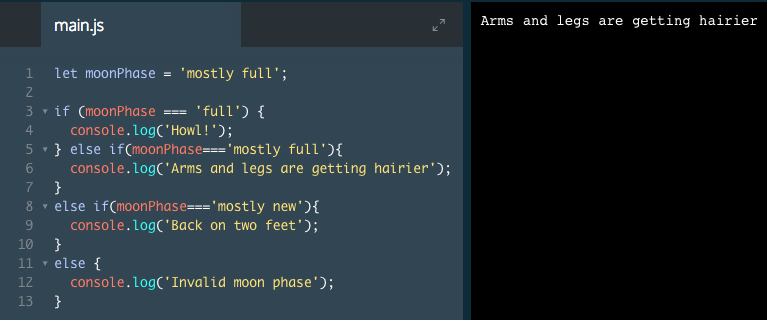 main.js
1 let moonPhase = 'mostly full';
2
3 if (moonPhase === 'full') {
4   console.log('Howl!');
5 } else if(moonPhase==='mostly full'){
6   console.log('Arms and legs are getting hairier');
7 }
8 else if(moonPhase==='mostly new'){
9   console.log('Back on two feet');
10 }
11 else {
12   console.log('Invalid moon phase');
13 }
Arms and legs are getting hairier